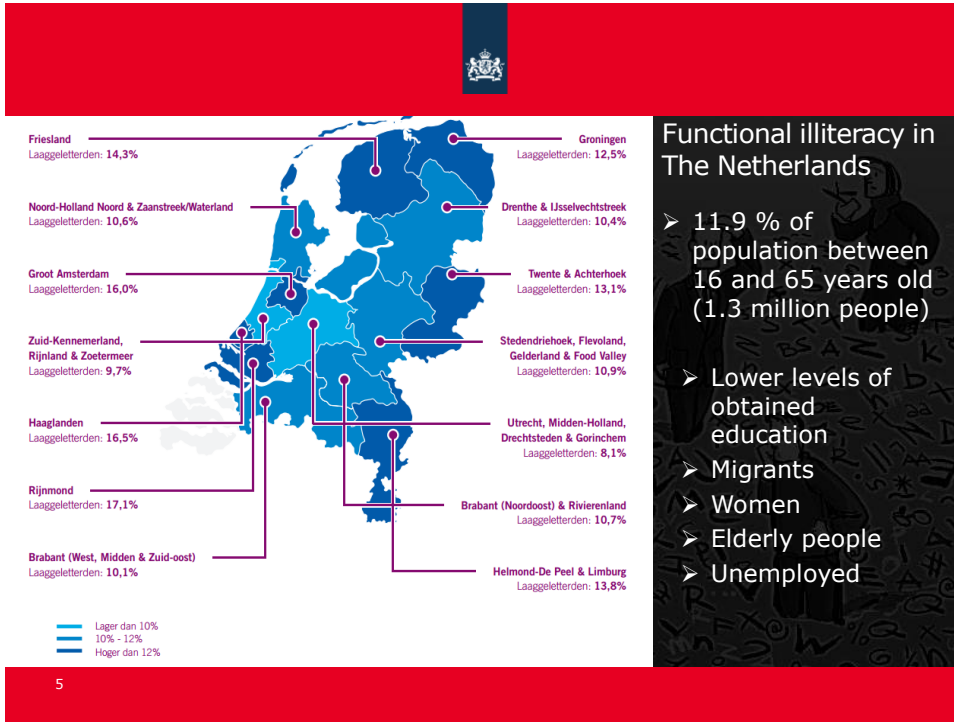 Friesland
Laaggeletterden: 14,3%
Noord-Holland Noord & Zaanstreek/Waterland
Laaggeletterden: 10,6%
Groot Amsterdam
Laaggeletterden: 16,0%
Zuid-Kennemerland,
Rijnland & Zoetermeer
Laaggeletterden: 9,7%
Haaglanden
Laaggeletterden: 16,5%
Rijnmond
Laaggeletterden: 17,1%
Brabant (West, Midden & Zuid-oost)
Laaggeletterden: 10,1%
Groningen
Laaggeletterden: 12,5%
Drenthe & IJsselvechtstreek
Laaggeletterden: 10,4%
Twente & Achterhoek
Laaggeletterden: 13,1%
Stedendriehoek, Flevoland,
Gelderland & Food Valley
Laaggeletterden: 10,9%
Utrecht, Midden-Holland,
Drechtsteden & Gorinchem
Laaggeletterden: 8,1%
Brabant (Noordoost) & Rivierenland
Laaggeletterden: 10,7%
Helmond-De Peel & Limburg
Laaggeletterden: 13,8%
Lager dan 10%
10% - 12%
Hoger dan 12%
Functional illiteracy in
The Netherlands
➢ 11.9 % of
population between
16 and 65 years old
(1.3 million people)
➢ Lower levels of
obtained
education
➢ Migrants
➢ Women
➢ Elderly people
➢ Unemployed
5